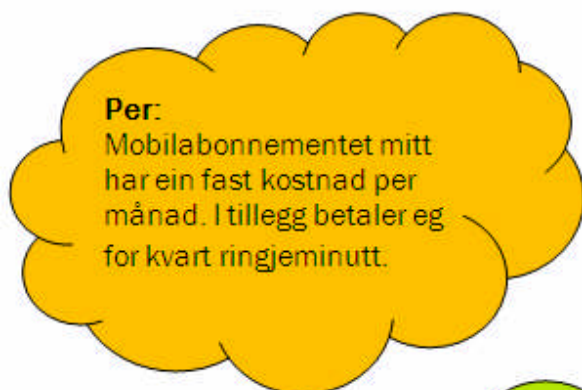 Per:
Mobilabonnementet mitt
har ein fast kostnad per
månad. I tillegg betaler eg
for kvart ringjeminutt.